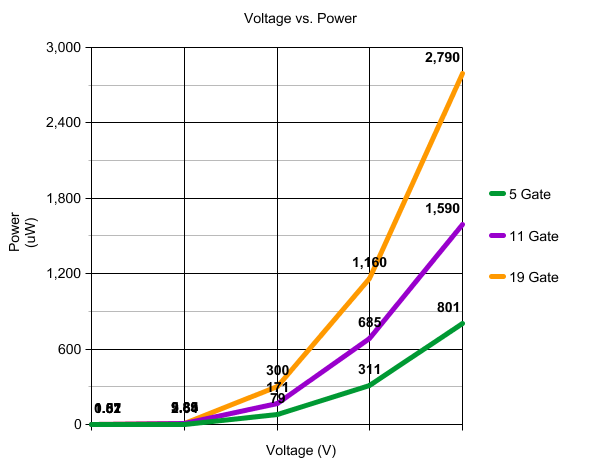 Voltage vs. Power
3,000
2,790
2,400
1,800
1,590
1,200
1,160
801
685
600
311
300
171
79
0
Power
(uW)
Voltage (V)
5 Gate
11 Gate
19 Gate